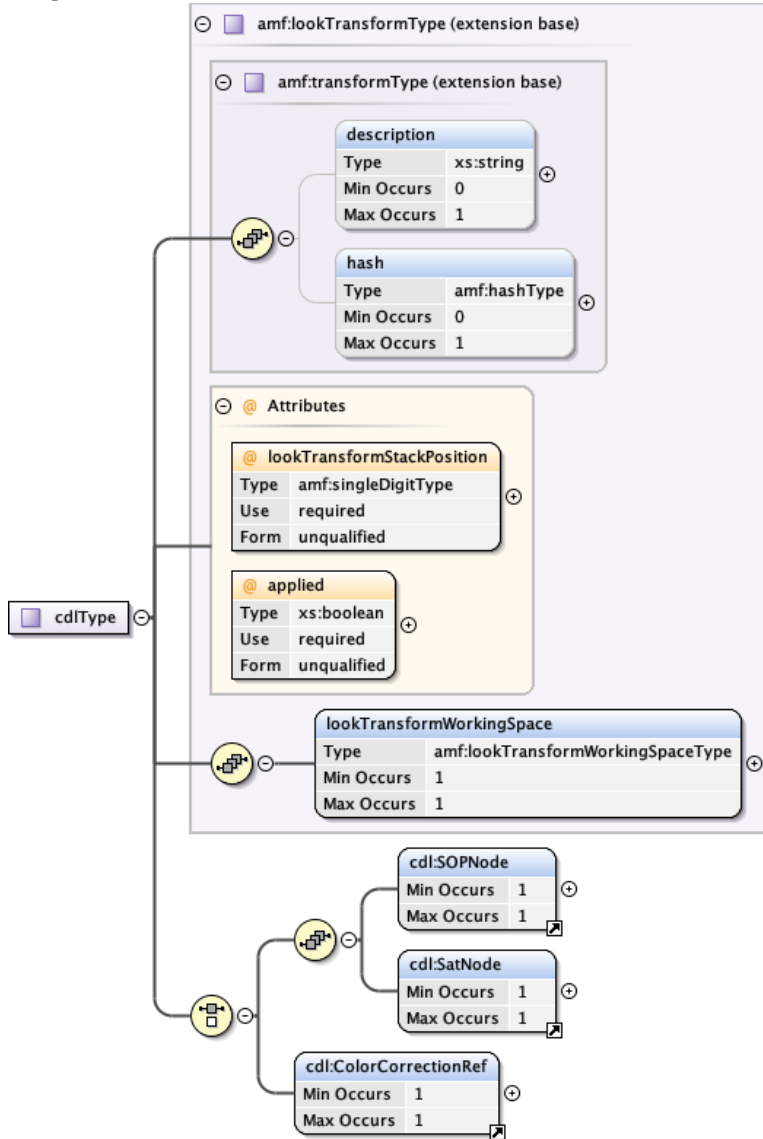 amf:lookTransformType (extension base)
amf:transformType (extension base)
description
Type xs:string
Min Occurs 0
Max Occurs 1
hash
Type amf:hashType
Min Occurs 0
Max Occurs 1
@ Attributes
@ lookTransformStackPosition
Type amf:singleDigitType
Use required
Form unqualified
@ applied
Type xs:boolean
Use required
Form unqualified
cdlType
lookTransformWorkingSpace
Type amf:lookTransformWorkingSpaceType
Min Occurs 1
Max Occurs 1
cdl:SOPNode
Min Occurs 1
Max Occurs 1
cdl:SatNode
Min Occurs 1
Max Occurs 1
cdl:ColorCorrectionRef
Min Occurs 1
Max Occurs 1